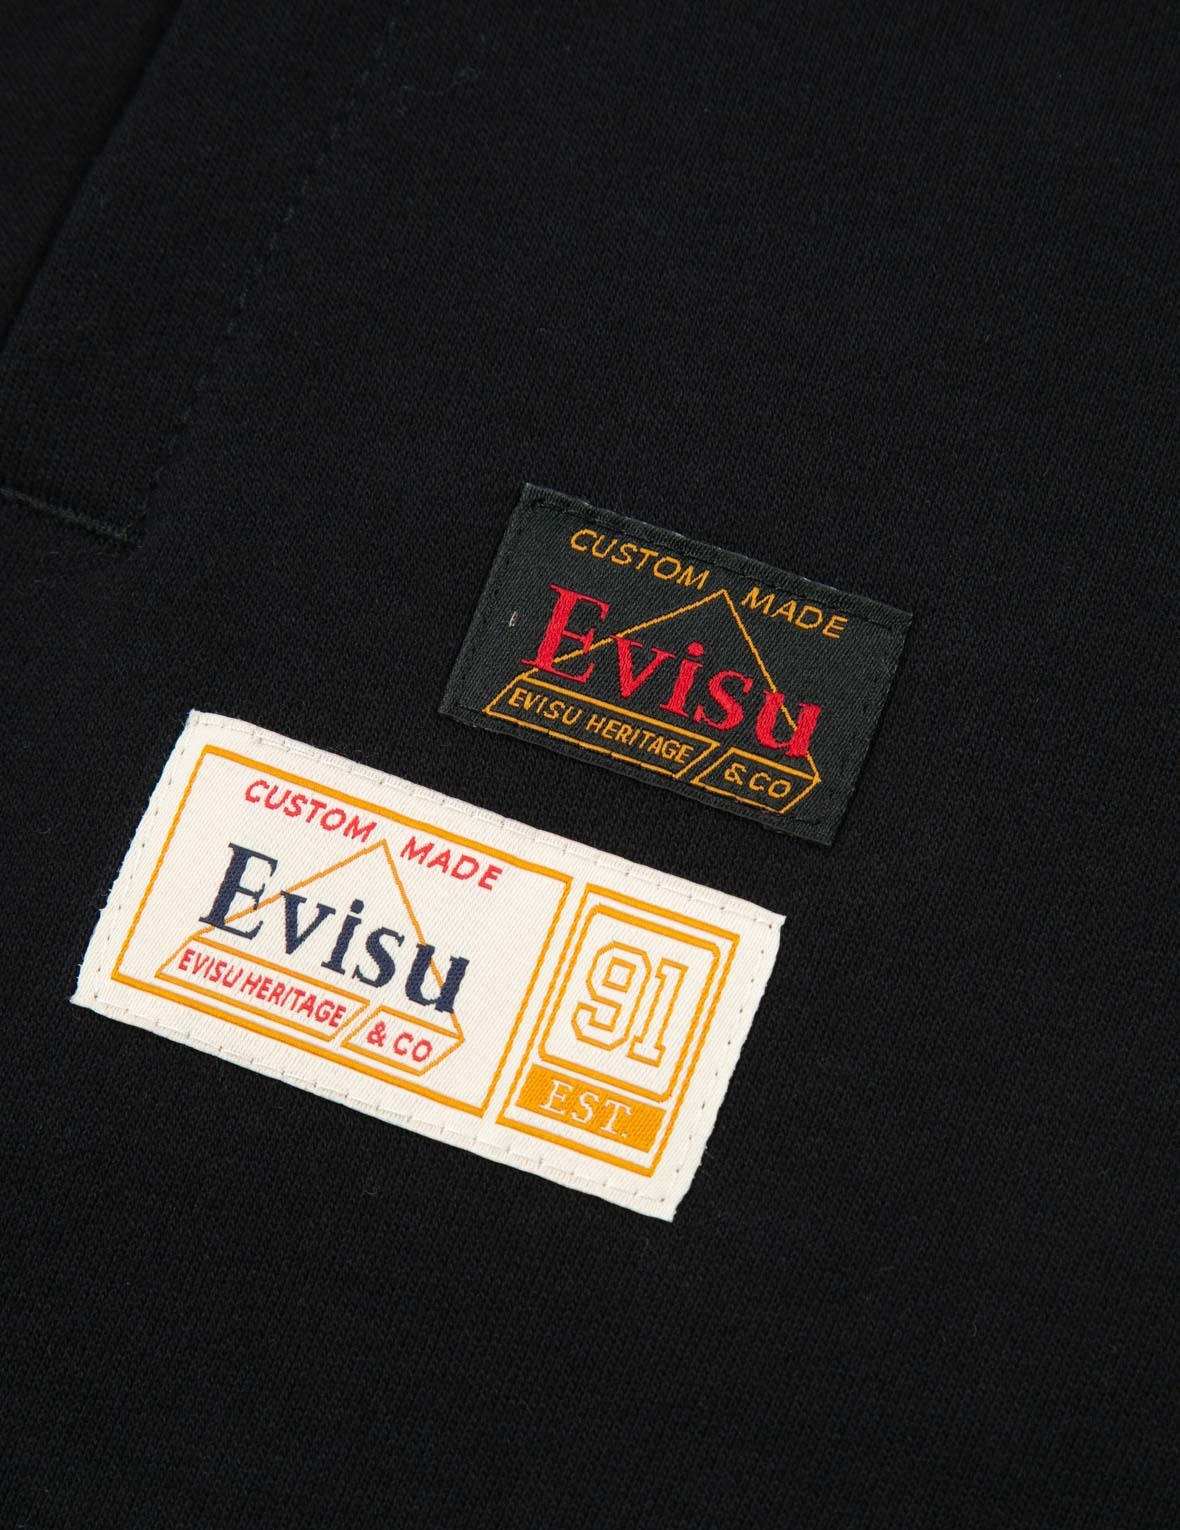 CUSTOM MADE
Evisu
EVISU HERITAGE & CO
CUSTOM MADE
Evisu
EVISU HERITAGE & CO
91
EST.